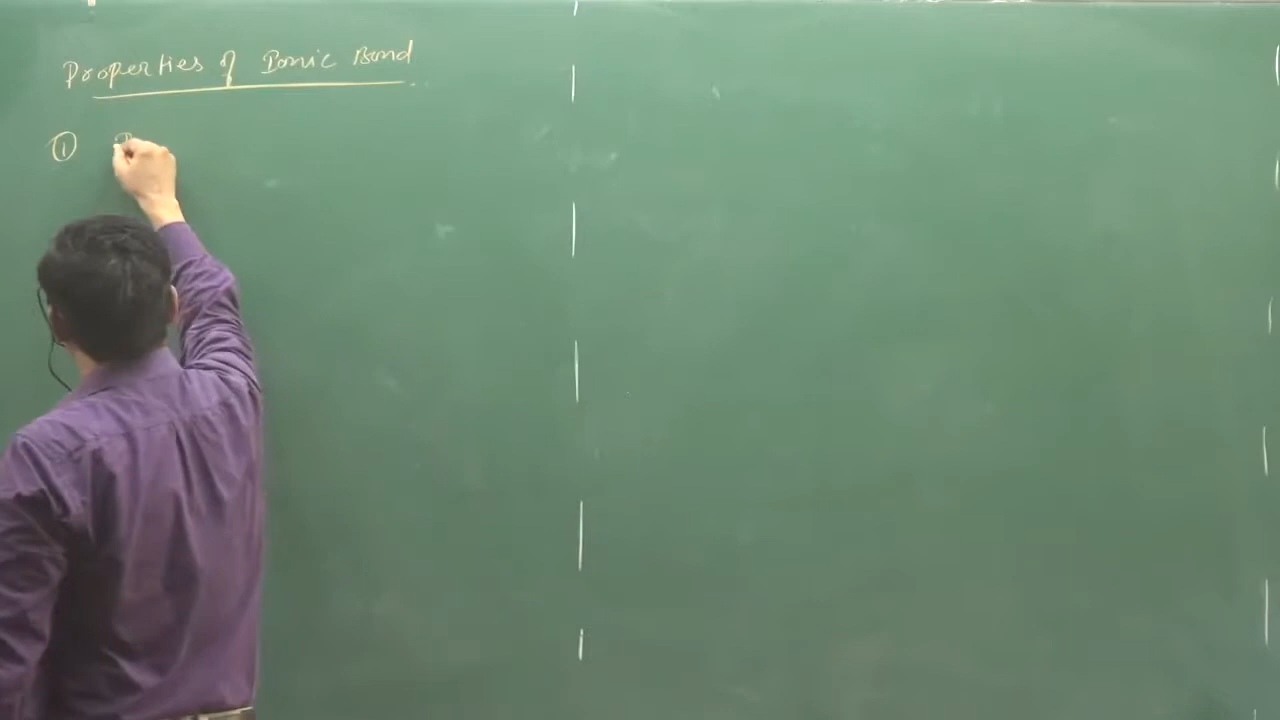 Properties of Ionic Bond
①